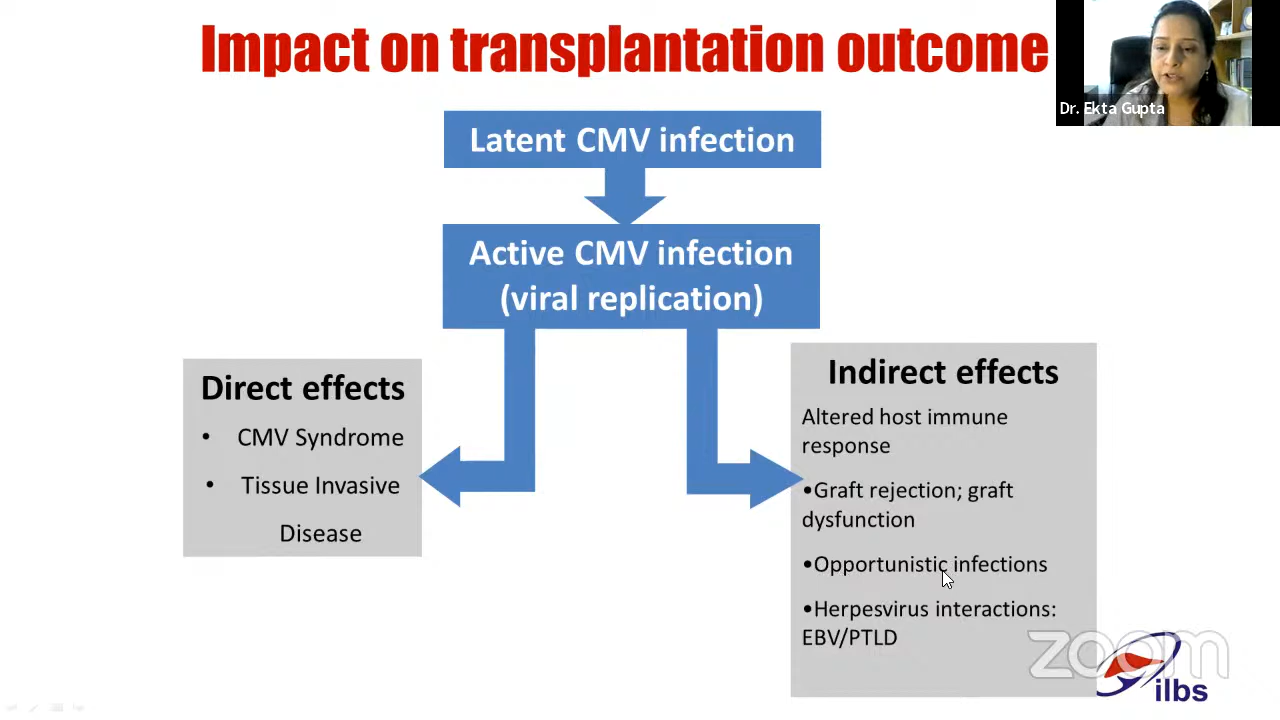 Impact on transplantation outcome
Dr. Ekta Gupta
Latent CMV infection
Active CMV infection
(viral replication)
Direct effects
• CMV Syndrome
• Tissue Invasive
Disease
Indirect effects
Altered host immune
response
•Graft rejection; graft
dysfunction
•Opportunistic infections
•Herpesvirus interactions:
EBV/PTLD
zoom
ilbs